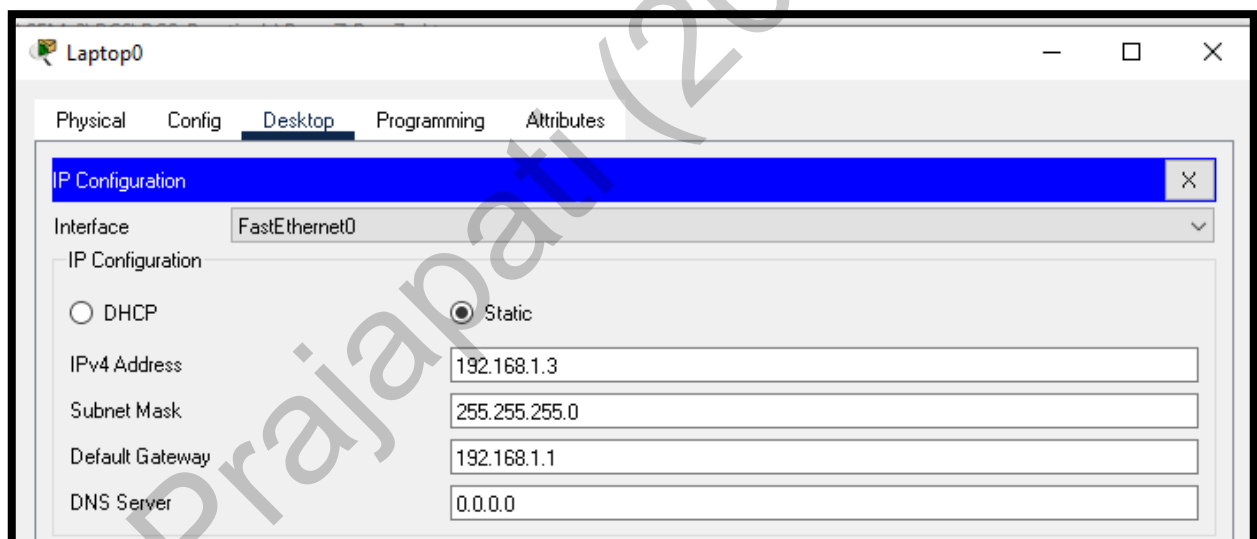 Laptop0
Physical Config Desktop Programming Attributes
IP Configuration X
Interface FastEthernet0
IP Configuration
DHCP Static
IPv4 Address 192.168.1.3
Subnet Mask 255.255.255.0
Default Gateway 192.168.1.1
DNS Server 0.0.0.0
Prajapati (20